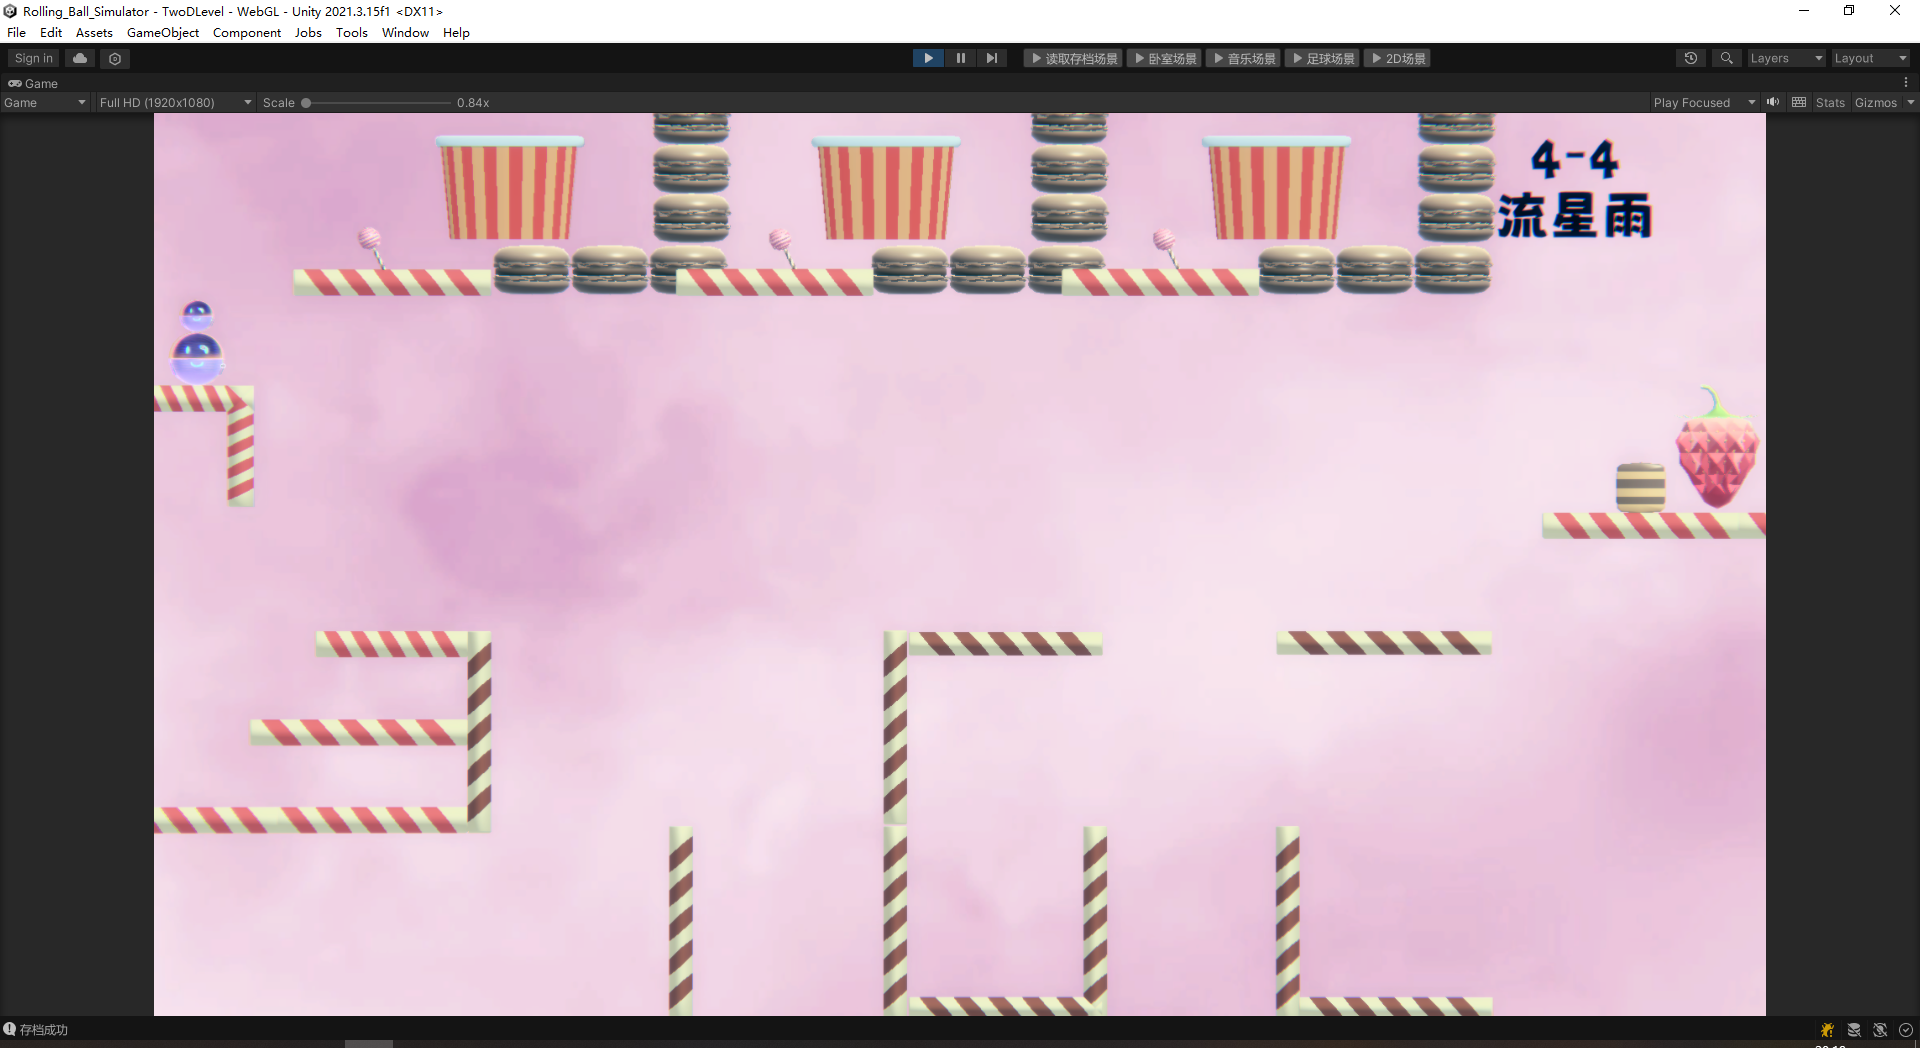 Rolling_Ball_Simulator - TwoDLevel - WebGL - Unity 2021.3.15f1 <DX11>
File Edit Assets GameObject Component Jobs Tools Window Help
Sign in 读取存档场景 卧室场景 音乐场景 足球场景 2D场景 Layers Layout
Game
Game Full HD (1920x1080) Scale 0.84x Play Focused Stats Gizmos
4-4
流星雨
存档成功